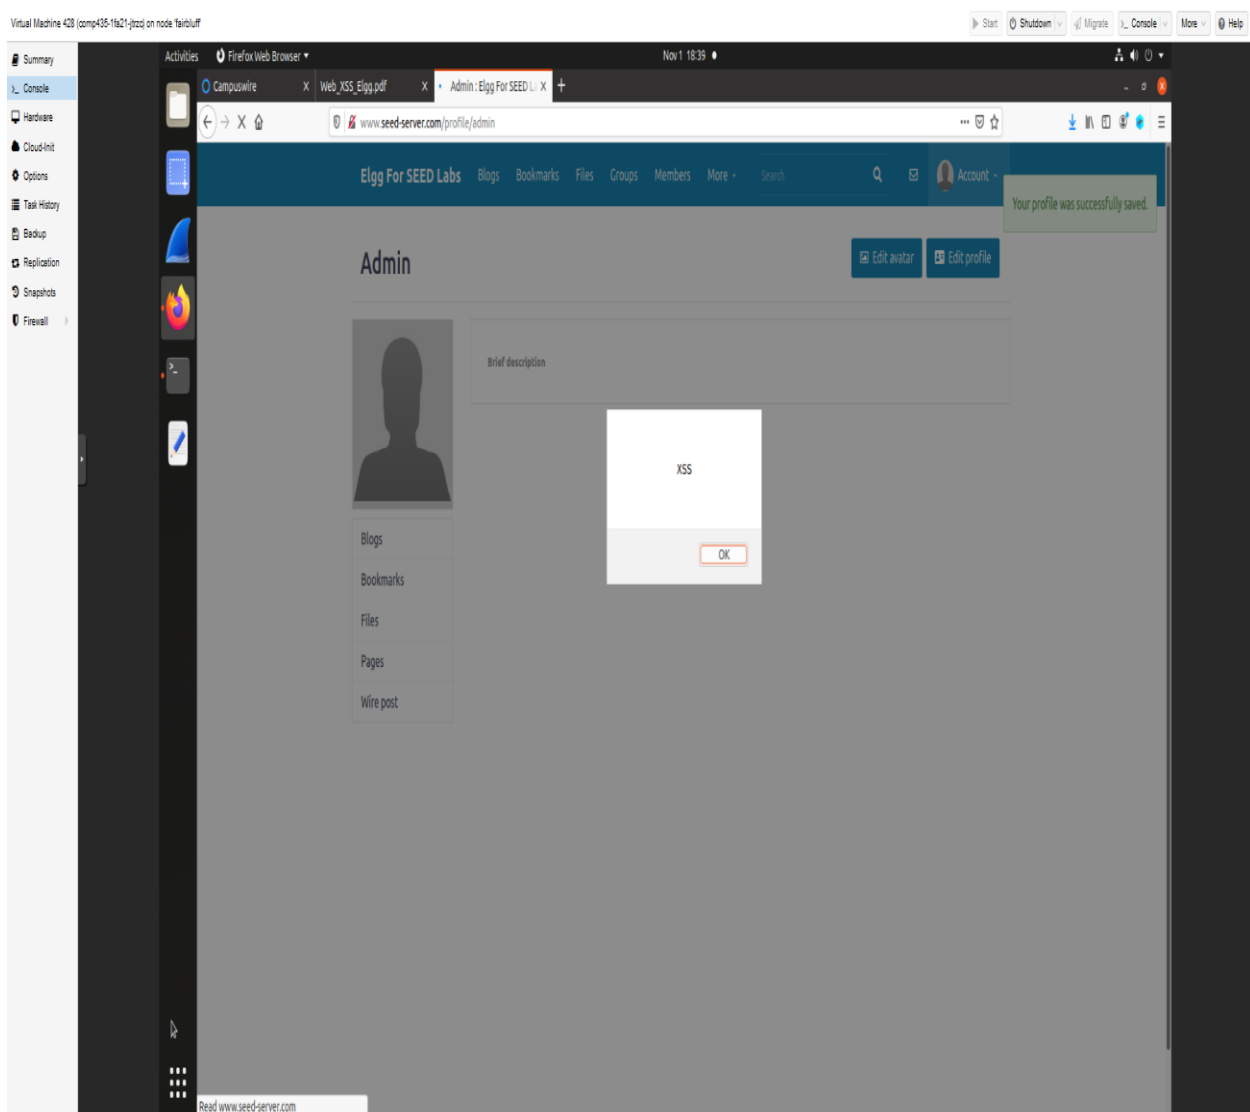 Virtual Machine 428 (comp435-1fa21-jtrzc) on node 'fairbluff' Start Shutdown Migrate >_ Console More Help
Summary
>_ Console
Hardware
Cloud-Init
Options
Task History
Backup
Replication
Snapshots
Firewall
Activities Firefox Web Browser Nov 1 18:39
Campuswire Web_XSS_Elgg.pdf Admin : Elgg For SEED La
www.seed-server.com/profile/admin
Elgg For SEED Labs Blogs Bookmarks Files Groups Members More Search Account
Your profile was successfully saved.
Admin Edit avatar Edit profile
Brief description
XSS
OK
Blogs
Bookmarks
Files
Pages
Wire post
Read www.seed-server.com